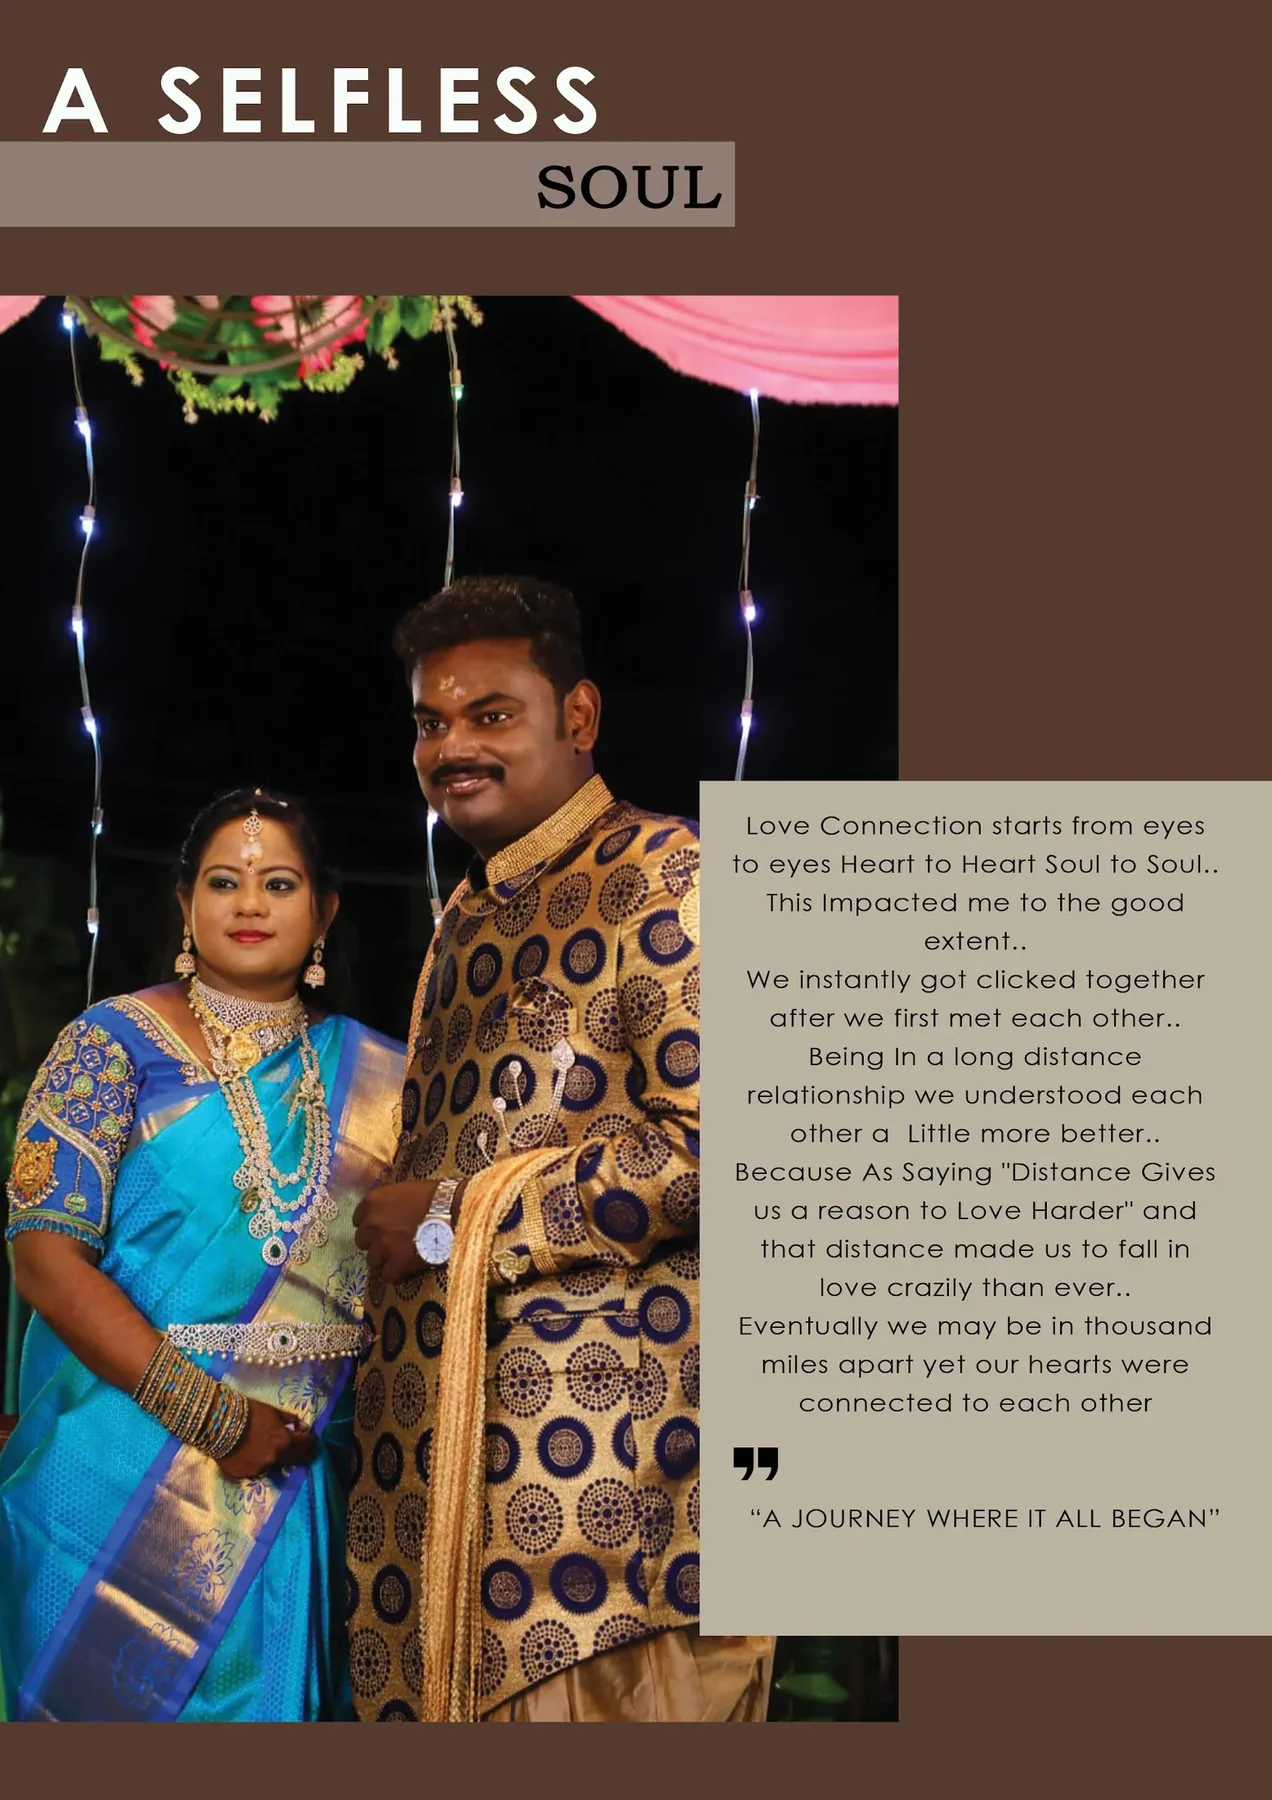 A SELFLESS
SOUL
Love Connection starts from eyes
to eyes Heart to Heart Soul to Soul..
This Impacted me to the good
extent..
We instantly got clicked together
after we first met each other..
Being In a long distance
relationship we understood each
other a  Little more better..
Because As Saying "Distance Gives
us a reason to Love Harder" and
that distance made us to fall in
love crazily than ever..
Eventually we may be in thousand
miles apart yet our hearts were
connected to each other
”
“A JOURNEY WHERE IT ALL BEGAN”